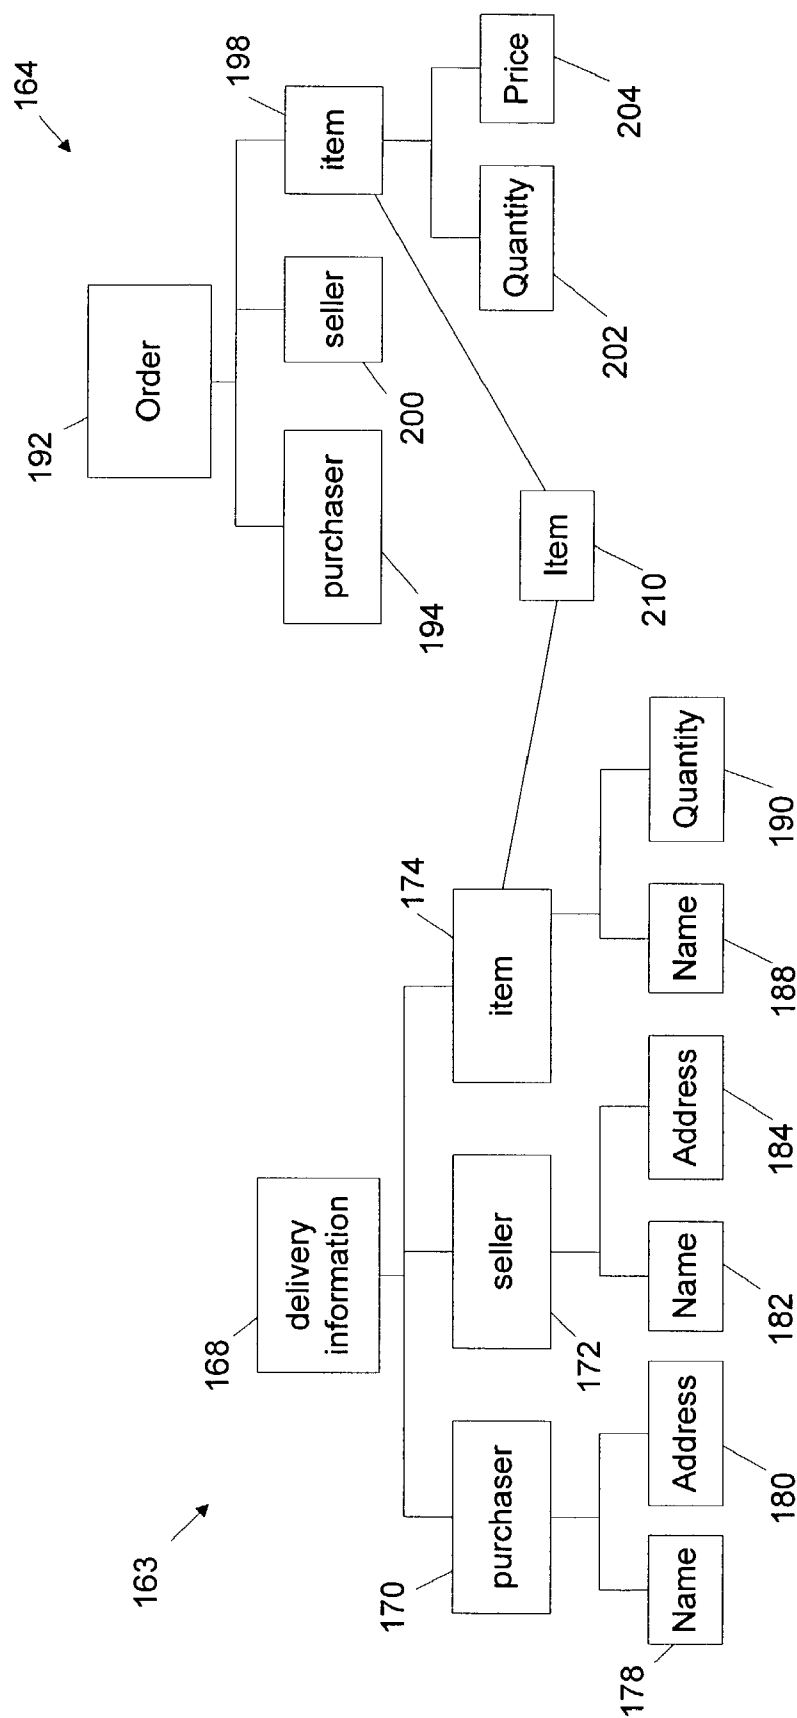 164
192
Order
purchaser
194
seller
200
item
198
Quantity
202
Price
204
Item
210
163
168
delivery
information
purchaser
170
seller
172
item
174
Name
178
Address
180
Name
182
Address
184
Name
188
Quantity
190